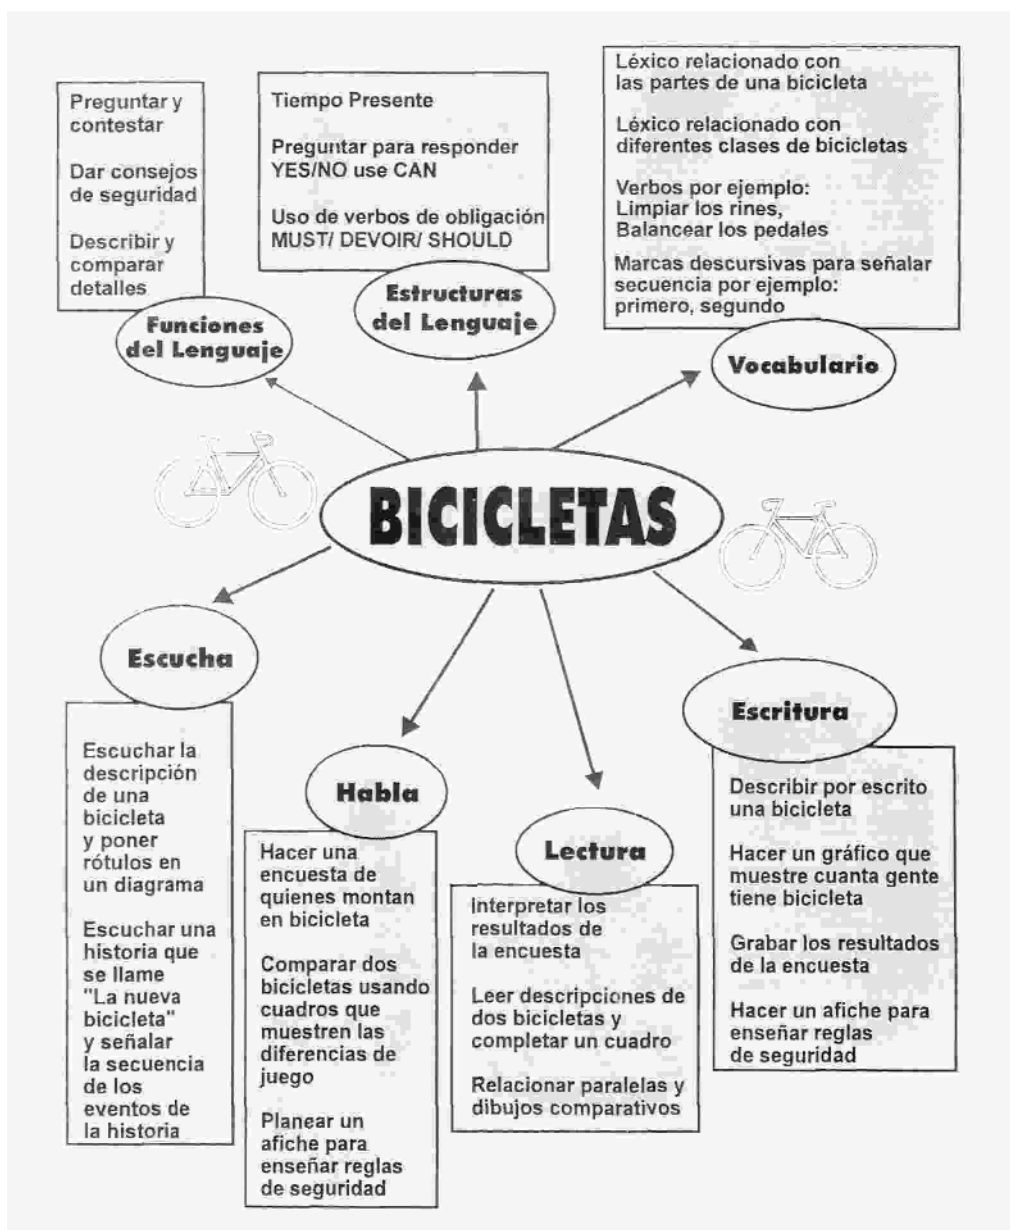 Preguntar y
contestar
Dar consejos
de seguridad
Describir y
comparar
detalles
Funciones
del Lenguaje
Tiempo Presente
Preguntar para responder
YES/NO use CAN
Uso de verbos de obligación
MUST/ DEVOIR/ SHOULD
Estructuras
del Lenguaje
Léxico relacionado con
las partes de una bicicleta
Léxico relacionado con
diferentes clases de bicicletas
Verbos por ejemplo:
Limpiar los rines,
Balancear los pedales
Marcas descursivas para señalar
secuencia por ejemplo:
primero, segundo
Vocabulario
BICICLETAS
Escucha
Escuchar la
descripción
de una
bicicleta
y poner
rótulos en
un diagrama
Escuchar una
historia que
se llame
"La nueva
bicicleta"
y señalar
la secuencia
de los
eventos de
la historia
Habla
Hacer una
encuesta de
quienes montan
en bicicleta
Comparar dos
bicicletas usando
cuadros que
muestren las
diferencias de
juego
Planear un
afiche para
enseñar reglas
de seguridad
Lectura
Interpretar los
resultados de
la encuesta
Leer descripciones de
dos bicicletas y
completar un cuadro
Relacionar paralelas y
dibujos comparativos
Escritura
Describir por escrito
una bicicleta
Hacer un gráfico que
muestre cuanta gente
tiene bicicleta
Grabar los resultados
de la encuesta
Hacer un afiche para
enseñar reglas
de seguridad